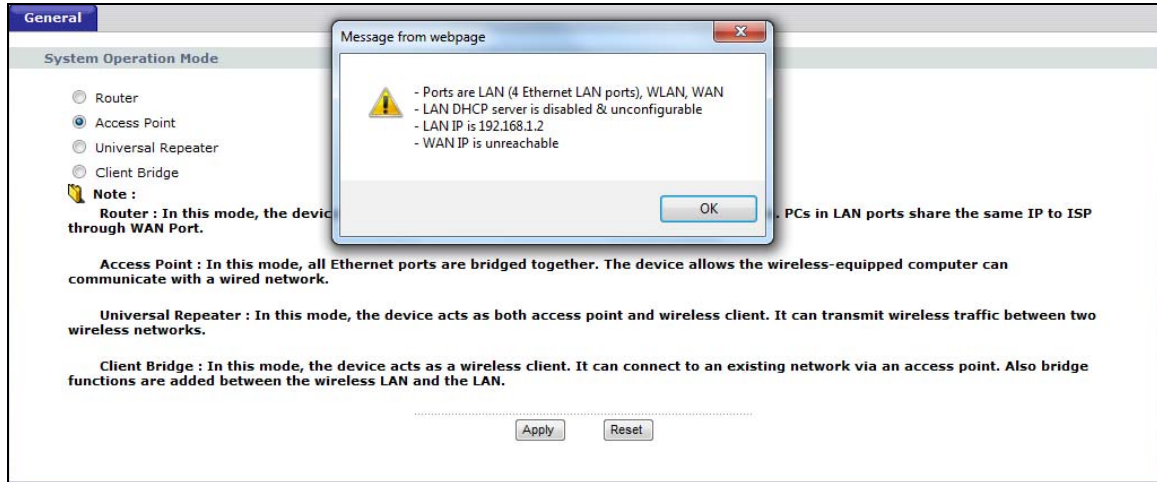 General
System Operation Mode
Router
Access Point
Universal Repeater
Client Bridge
Note :
Router : In this mode, the devic
. PCs in LAN ports share the same IP to ISP
through WAN Port.
Access Point : In this mode, all Ethernet ports are bridged together. The device allows the wireless-equipped computer can
communicate with a wired network.
Universal Repeater : In this mode, the device acts as both access point and wireless client. It can transmit wireless traffic between two
wireless networks.
Client Bridge : In this mode, the device acts as a wireless client. It can connect to an existing network via an access point. Also bridge
functions are added between the wireless LAN and the LAN.
Apply
Reset
Message from webpage
- Ports are LAN (4 Ethernet LAN ports), WLAN, WAN
- LAN DHCP server is disabled & unconfigurable
- LAN IP is 192.168.1.2
- WAN IP is unreachable
OK